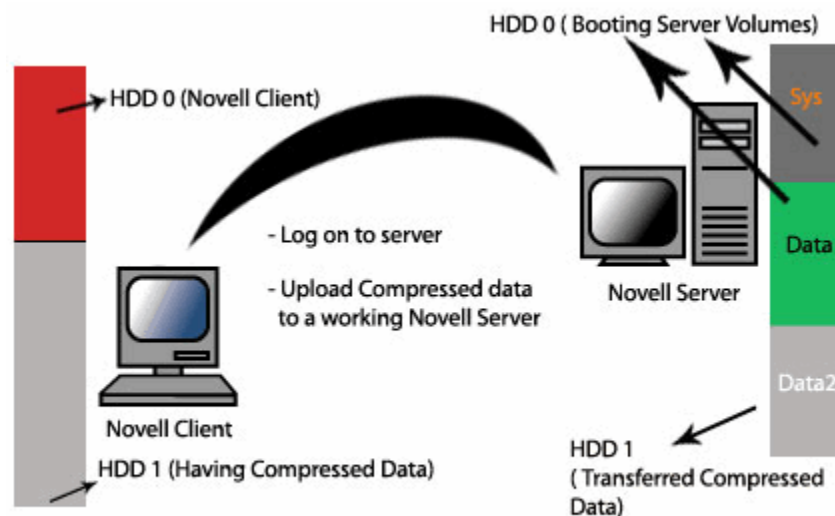 HDD 0 ( Booting Server Volumes)
HDD 0 (Novell Client)
Sys
- Log on to server
Data
- Upload Compressed data
to a working Novell Server
Novell Server
Data2
Novell Client
HDD 1 (Having Compressed Data)
HDD 1
( Transferred Compressed
Data)